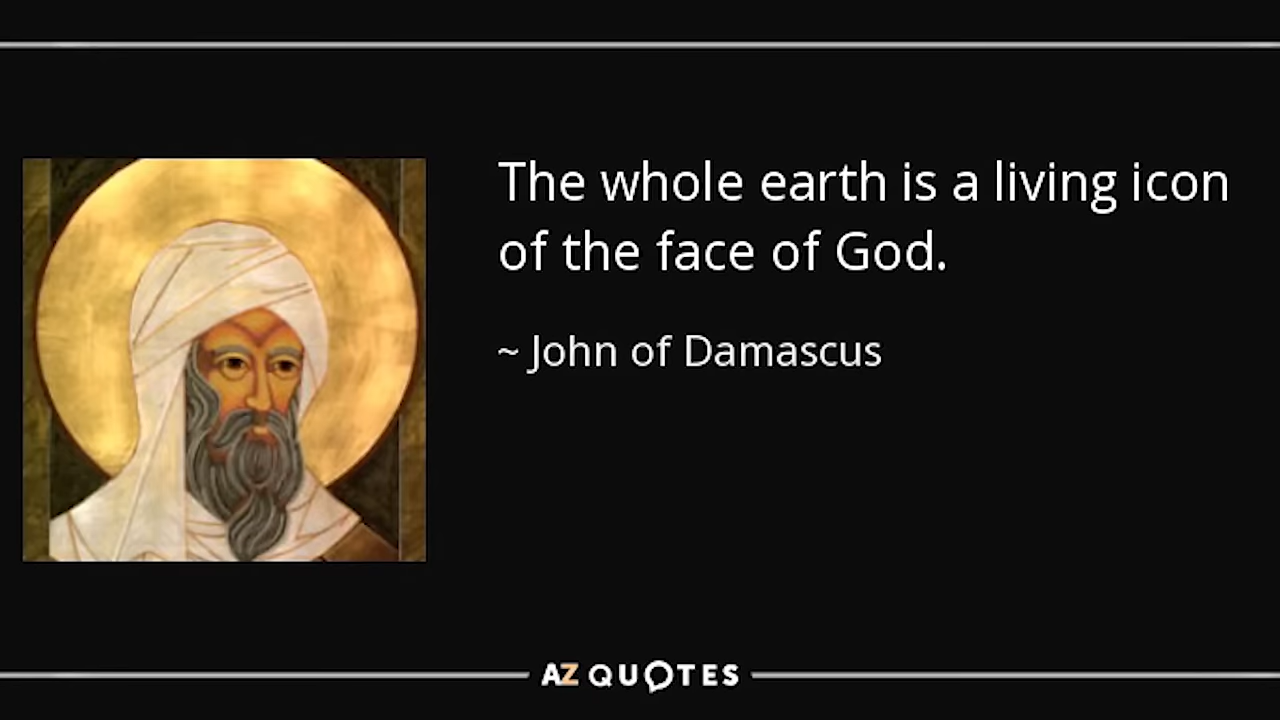 The whole earth is a living icon
of the face of God.
~ John of Damascus
AZ QUOTES